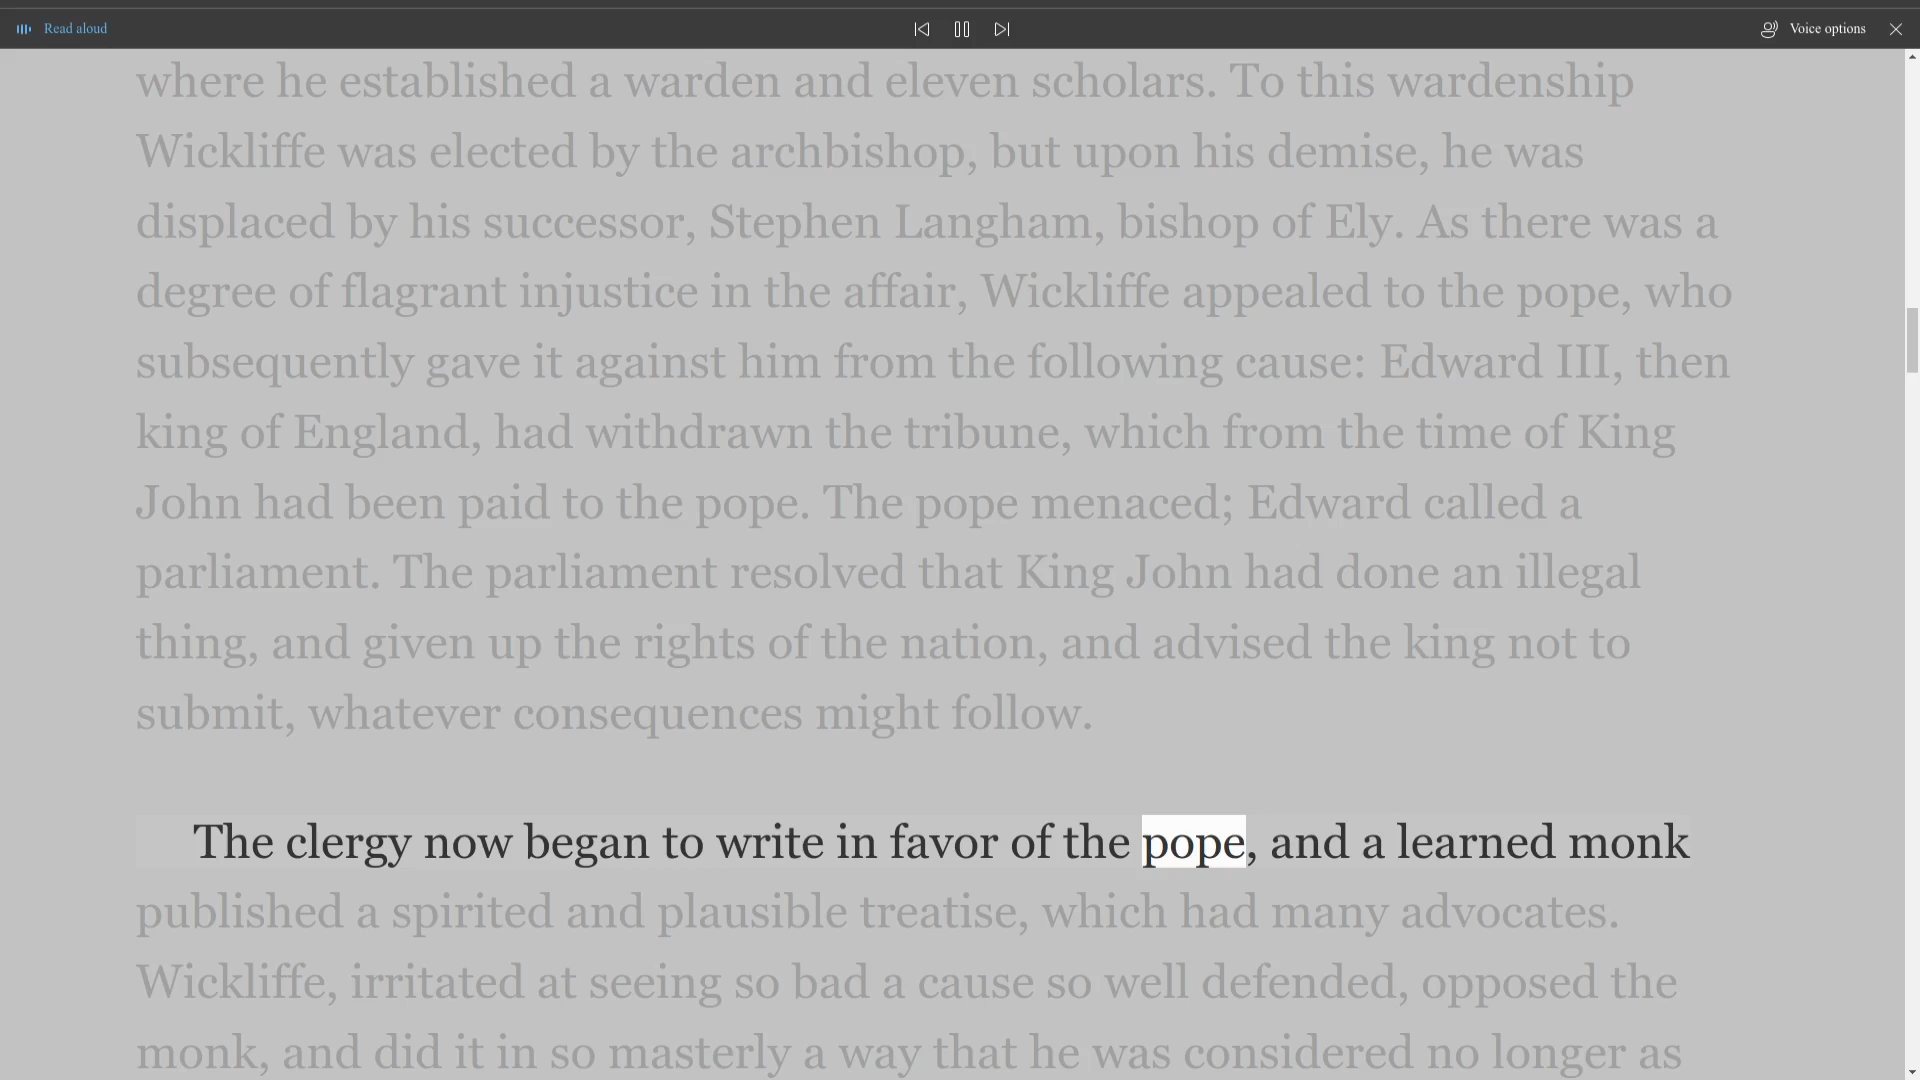 Read aloud
Voice options
where he established a warden and eleven scholars. To this wardenship
Wickliffe was elected by the archbishop, but upon his demise, he was
displaced by his successor, Stephen Langham, bishop of Ely. As there was a
degree of flagrant injustice in the affair, Wickliffe appealed to the pope, who
subsequently gave it against him from the following cause: Edward III, then
king of England, had withdrawn the tribune, which from the time of King
John had been paid to the pope. The pope menaced; Edward called a
parliament. The parliament resolved that King John had done an illegal
thing, and given up the rights of the nation, and advised the king not to
submit, whatever consequences might follow.
The clergy now began to write in favor of the pope, and a learned monk
published a spirited and plausible treatise, which had many advocates.
Wickliffe, irritated at seeing so bad a cause so well defended, opposed the
monk, and did it in so masterly a way that he was considered no longer as